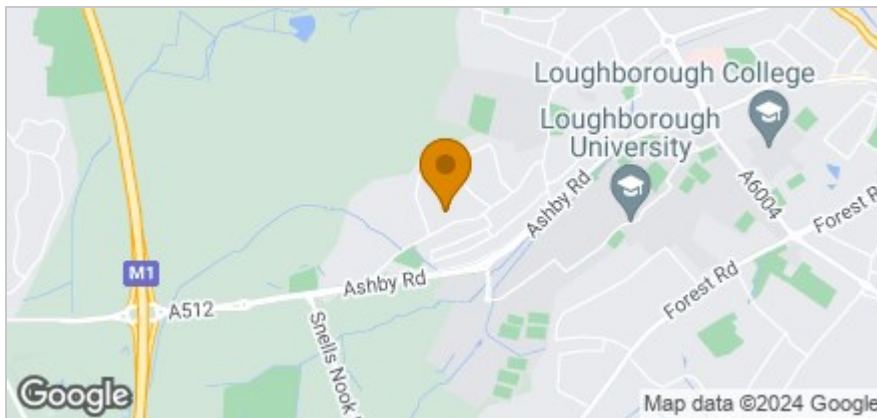 Loughborough College
Loughborough
University
Ashby Rd
A6004
Forest R
Forest Rd
M1
A512
Ashby Rd
Snells Nook
Google
Map data ©2024 Google